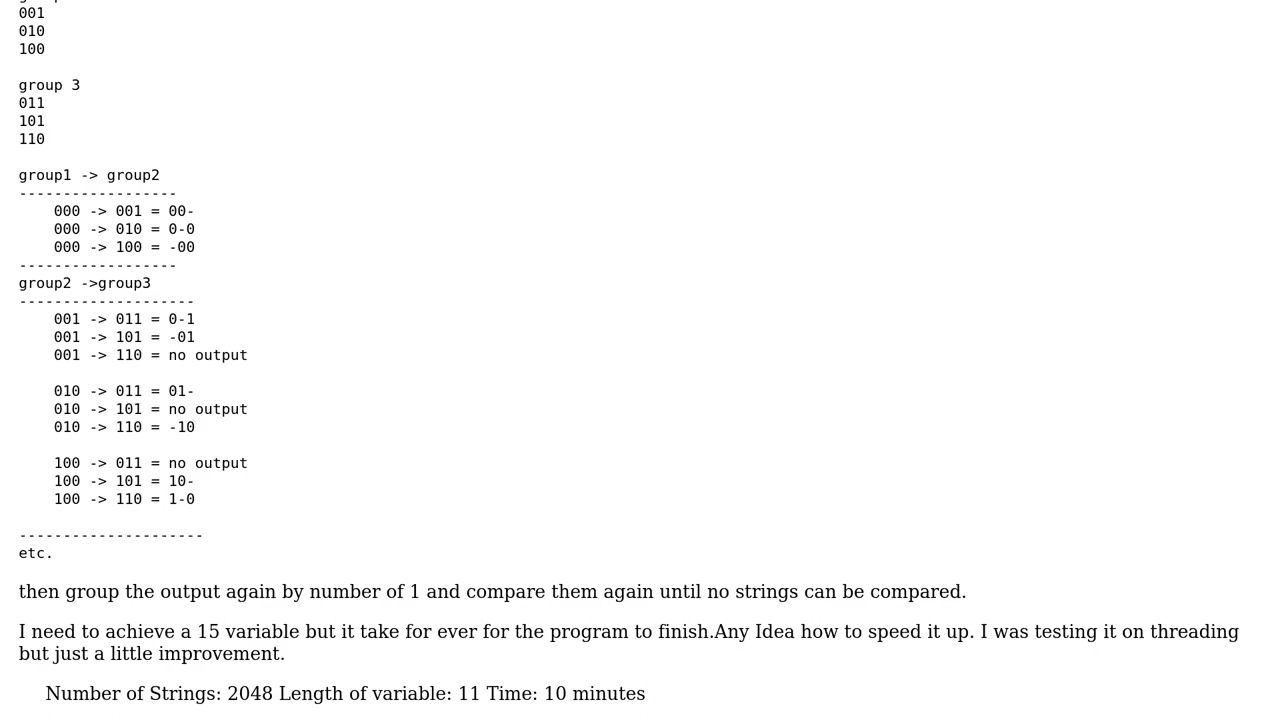 001
010
100
group 3
011
101
110
group1 -> group2
------------------
000 -> 001 = 00-
000 -> 010 = 0-0
000 -> 100 = -00
------------------
group2 ->group3
--------------------
001 -> 011 = 0-1
001 -> 101 = -01
001 -> 110 = no output
010 -> 011 = 01-
010 -> 101 = no output
010 -> 110 = -10
100 -> 011 = no output
100 -> 101 = 10-
100 -> 110 = 1-0
---------------------
etc.
then group the output again by number of 1 and compare them again until no strings can be compared.
I need to achieve a 15 variable but it take for ever for the program to finish.Any Idea how to speed it up. I was testing it on threading
but just a little improvement.
Number of Strings: 2048 Length of variable: 11 Time: 10 minutes